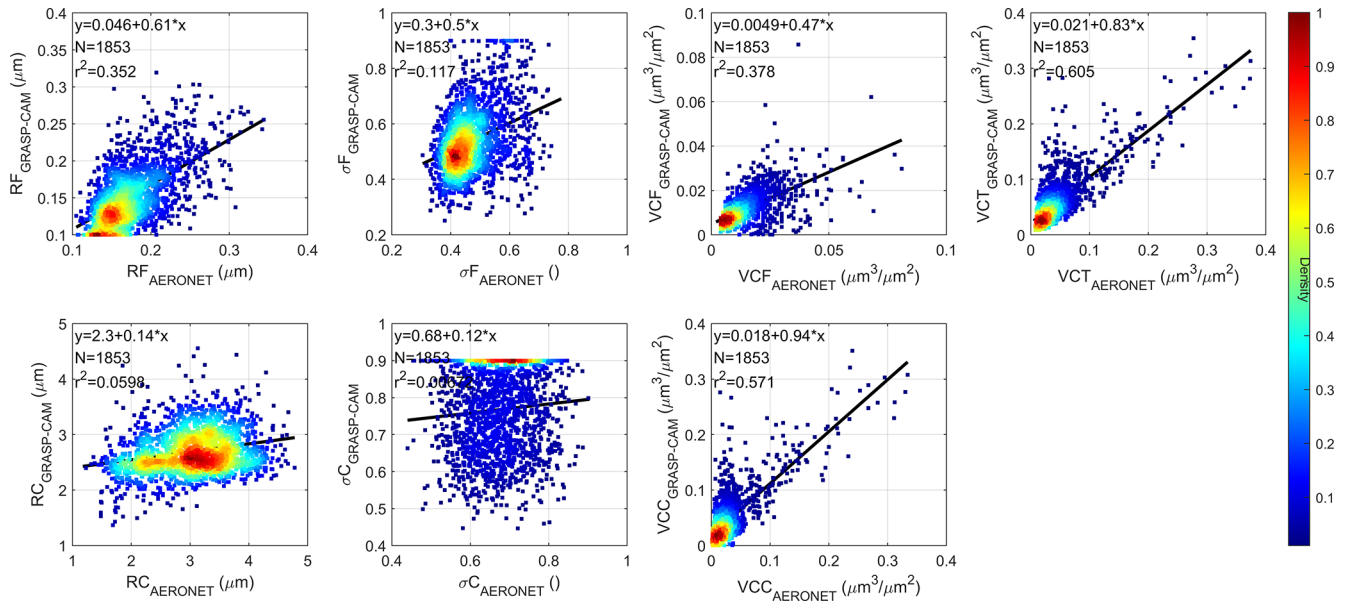 y=0.046+0.61*x
N=1853
r²=0.352
0.4
0.35
0.3
0.25
0.2
0.15
0.1
0.1 0.2 0.3 0.4
RF_GRASP-CAM (μm)
RF_AERONET (μm)
y=0.3+0.5*x
N=1853
r²=0.117
1
0.8
0.6
0.4
0.2
0.2 0.4 0.6 0.8 1
σF_GRASP-CAM
σF_AERONET ()
y=0.0049+0.47*x
N=1853
r²=0.378
0.1
0.08
0.06
0.04
0.02
0
0 0.05 0.1
VCF_GRASP-CAM (μm³/μm²)
VCF_AERONET (μm³/μm²)
y=0.021+0.83*x
N=1853
r²=0.605
0.4
0.3
0.2
0.1
0
0 0.1 0.2 0.3 0.4
VCT_GRASP-CAM (μm³/μm²)
VCT_AERONET (μm³/μm²)
y=2.3+0.14*x
N=1853
r²=0.0598
5
4
3
2
1
1 2 3 4 5
RC_GRASP-CAM (μm)
RC_AERONET (μm)
y=0.68+0.12*x
N=1853
1
0.9
0.8
0.7
0.6
0.5
0.4
0.4 0.6 0.8 1
σC_GRASP-CAM
σC_AERONET ()
y=0.018+0.94*x
N=1853
r²=0.571
0.4
0.3
0.2
0.1
0
0 0.1 0.2 0.3 0.4
VCC_GRASP-CAM (μm³/μm²)
VCC_AERONET (μm³/μm²)
1
0.9
0.8
0.7
0.6
0.5
0.4
0.3
0.2
0.1
Density